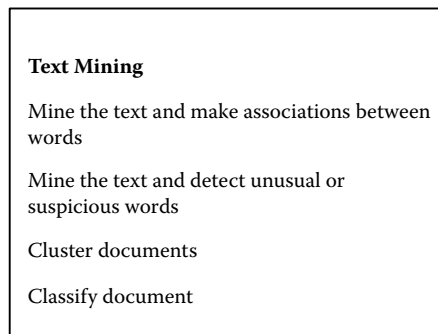 Text Mining
Mine the text and make associations between
words
Mine the text and detect unusual or
suspicious words
Cluster documents
Classify document